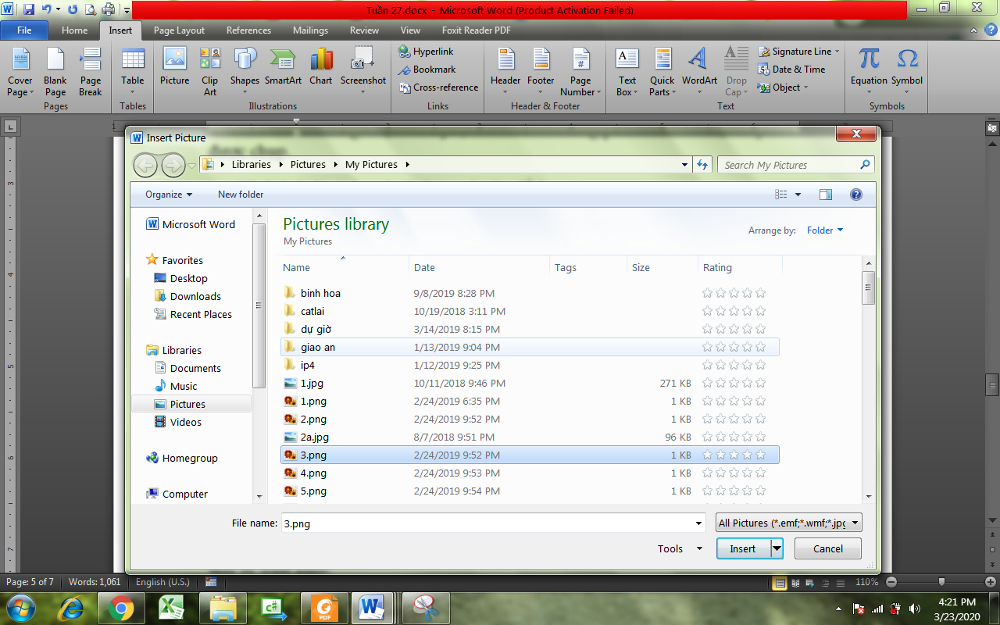 Tuần 27.docx - Microsoft Word (Product Activation Failed)
File Home Insert Page Layout References Mailings Review View Foxit Reader PDF
Cover Page
Blank Page
Page Break
Pages
Table
Tables
Picture
Clip Art
Shapes
SmartArt
Chart
Screenshot
Illustrations
Hyperlink
Bookmark
Cross-reference
Links
Header
Footer
Page Number
Header & Footer
Text Box
Quick Parts
WordArt
Drop Cap
Signature Line
Date & Time
Object
Text
Equation
Symbol
Symbols
Insert Picture
Libraries Pictures My Pictures
Search My Pictures
Organize New folder
Microsoft Word
Favorites
Desktop
Downloads
Recent Places
Libraries
Documents
Music
Pictures
Videos
Homegroup
Computer
Pictures library
My Pictures
Arrange by: Folder
Name Date Tags Size Rating
binh hoa 9/8/2019 8:28 PM
catlai 10/19/2018 3:11 PM
dự giờ 3/14/2019 8:15 PM
giao an 1/13/2019 9:04 PM
ip4 1/12/2019 9:25 PM
1.jpg 10/11/2018 9:46 PM 271 KB
1.png 2/24/2019 6:35 PM 1 KB
2.png 2/24/2019 9:52 PM 1 KB
2a.jpg 8/7/2018 9:51 PM 96 KB
3.png 2/24/2019 9:52 PM 1 KB
4.png 2/24/2019 9:53 PM 1 KB
5.png 2/24/2019 9:54 PM 1 KB
File name: 3.png All Pictures (*.emf;*.wmf;*.jpg
Tools Insert Cancel
Page: 5 of 7 Words: 1,061 English (U.S.) 110%
4:21 PM
3/23/2020